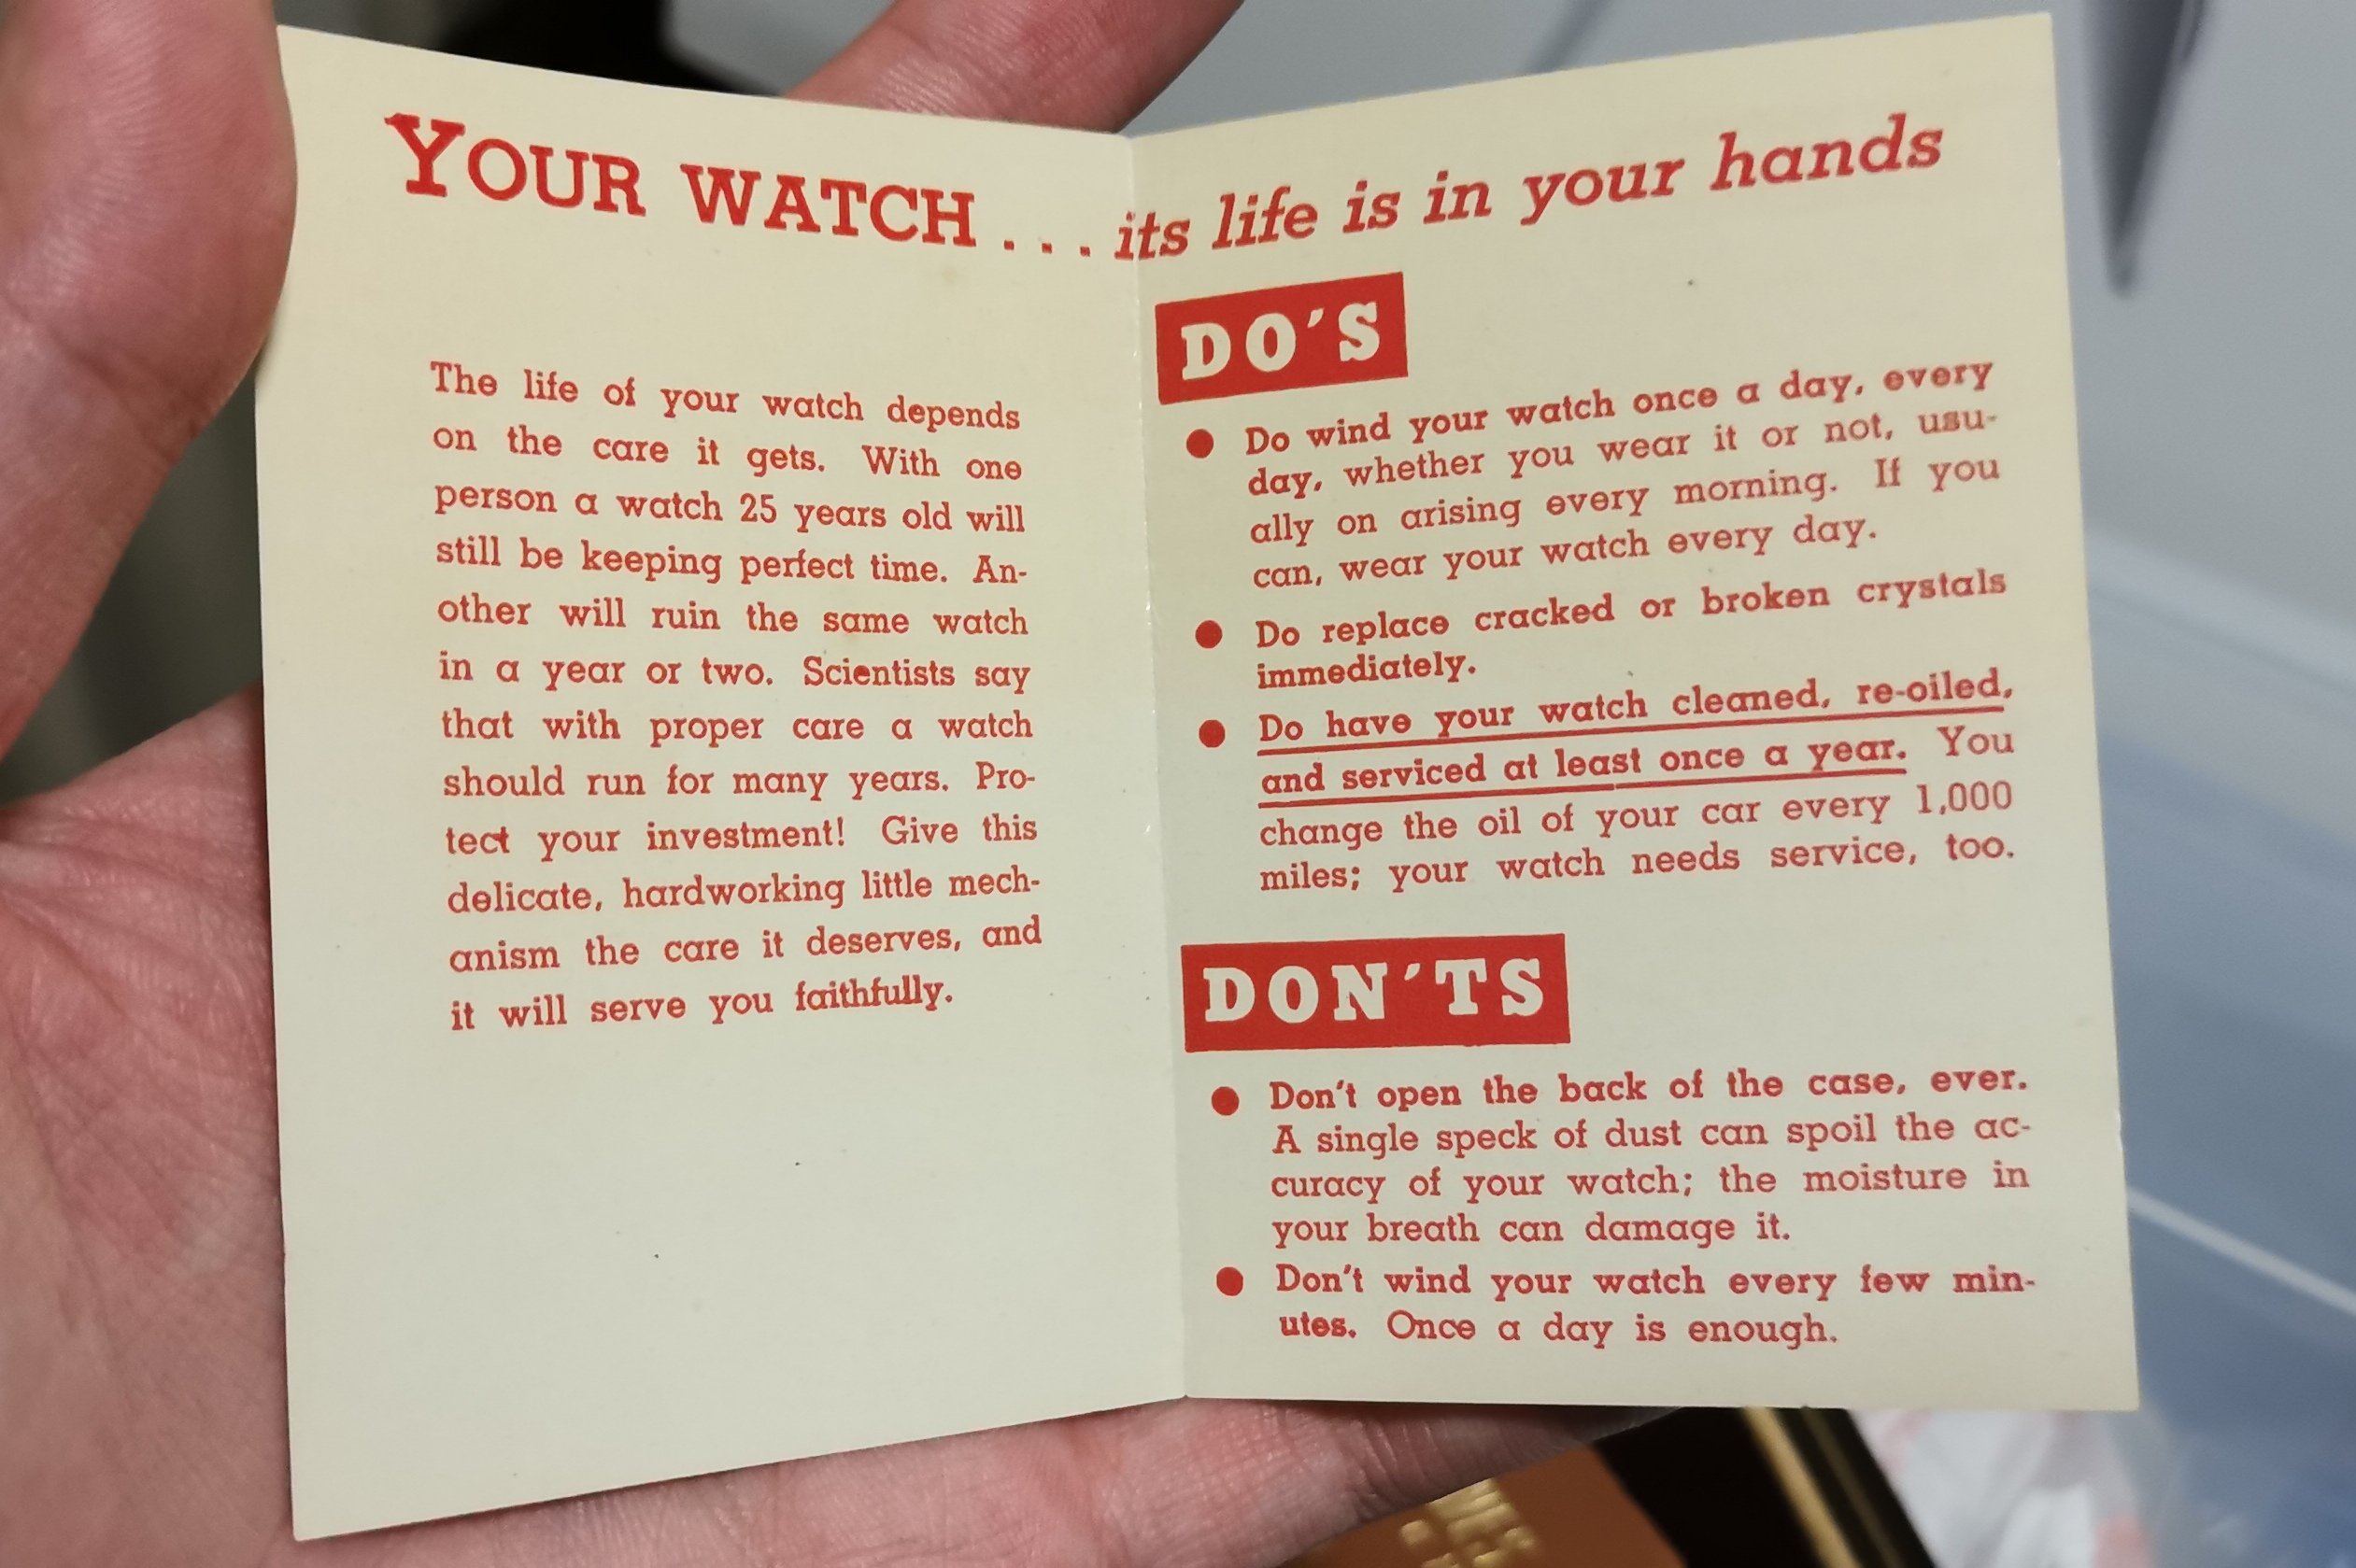 YOUR WATCH . . . its life is in your hands
The life of your watch depends
on the care it gets. With one
person a watch 25 years old will
still be keeping perfect time. An-
other will ruin the same watch
in a year or two. Scientists say
that with proper care a watch
should run for many years. Pro-
tect your investment! Give this
delicate, hardworking little mech-
anism the care it deserves, and
it will serve you faithfully.
DO'S
● Do wind your watch once a day, every
day, whether you wear it or not, usu-
ally on arising every morning. If you
can, wear your watch every day.
● Do replace cracked or broken crystals
immediately.
● Do have your watch cleaned, re-oiled,
and serviced at least once a year. You
change the oil of your car every 1,000
miles; your watch needs service, too.
DON'TS
● Don't open the back of the case, ever.
A single speck of dust can spoil the ac-
curacy of your watch; the moisture in
your breath can damage it.
● Don't wind your watch every few min-
utes. Once a day is enough.